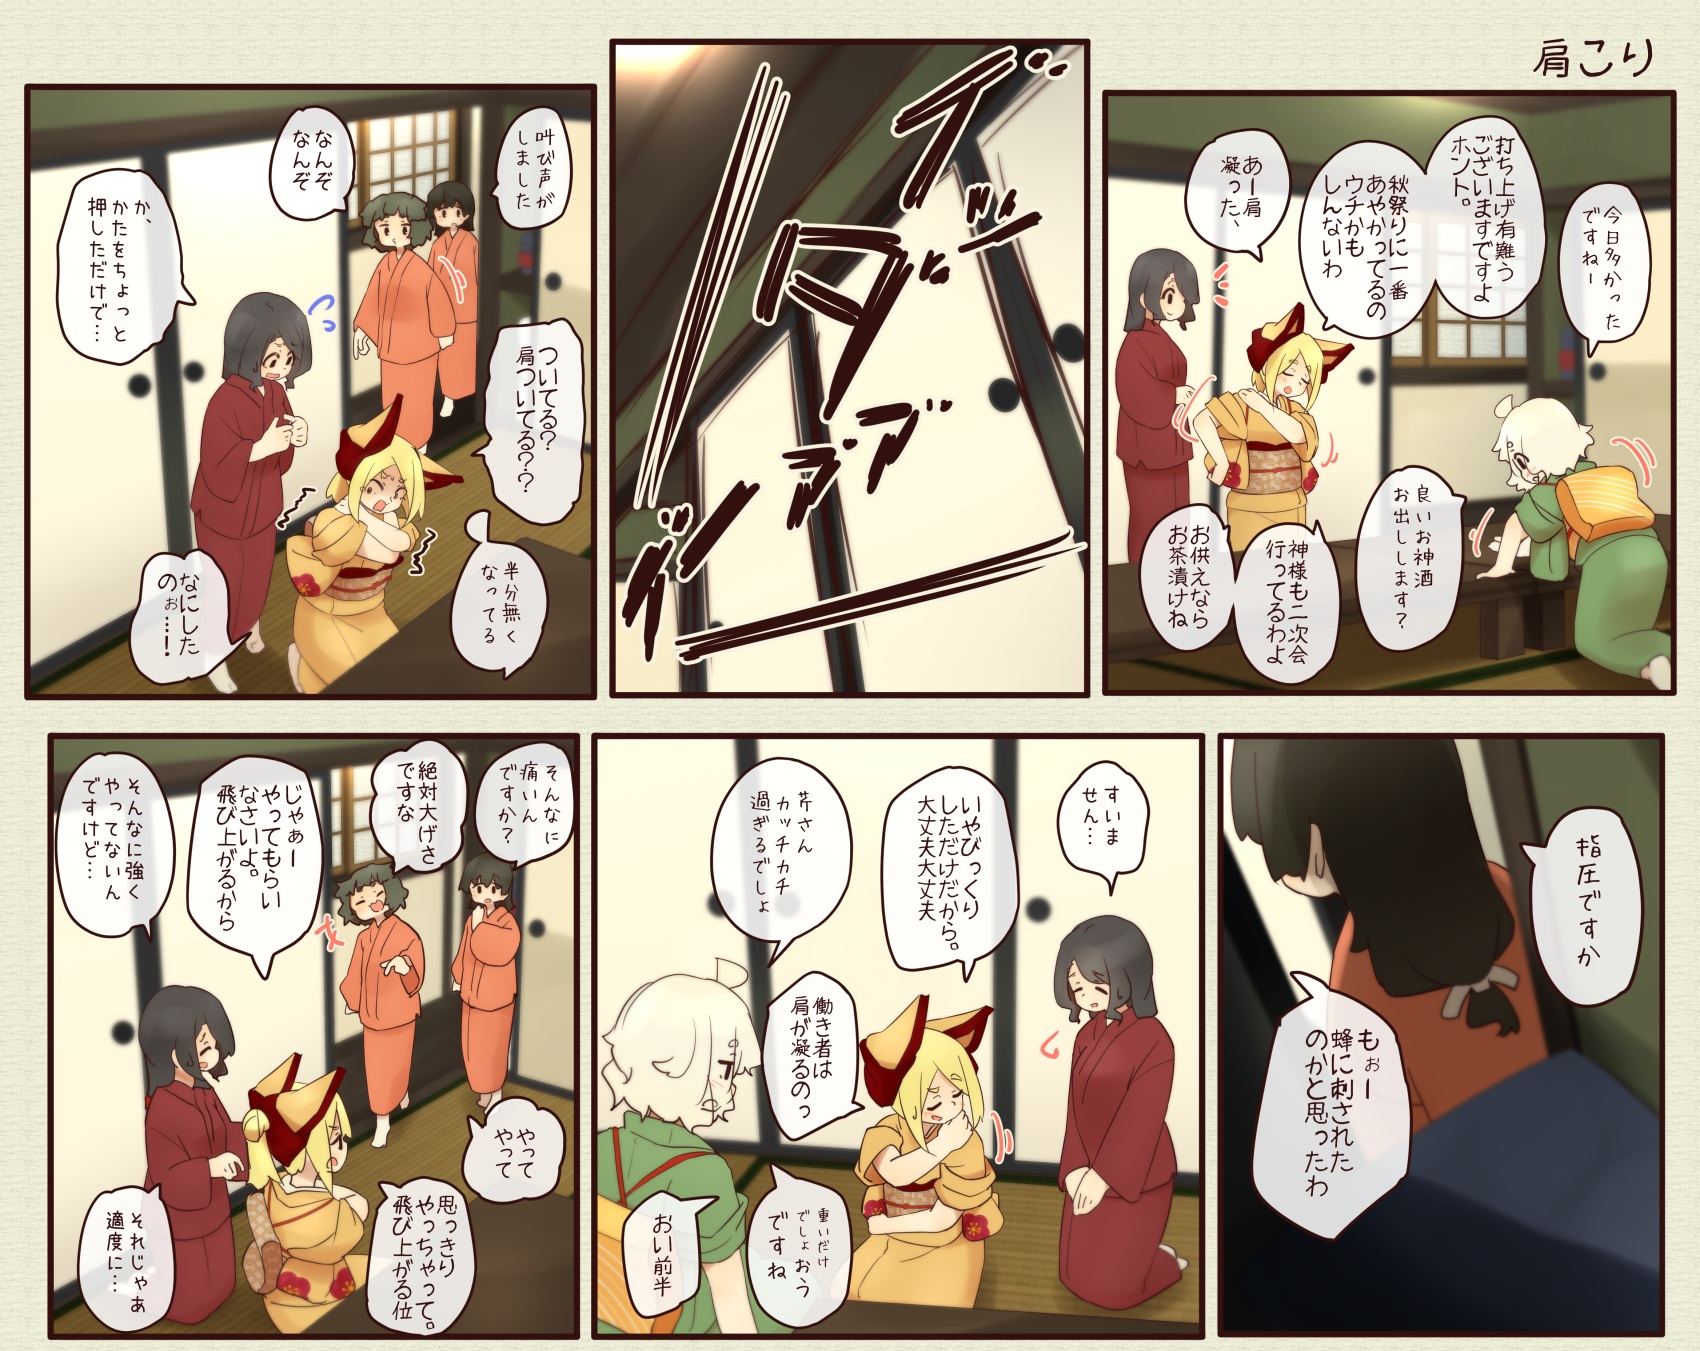 肩こり
今日多かった
ですねー
打ち上げ有難う
ございますですよ
ホント。
秋祭りに一番
あやかってるの
ウチかも
しんないわ
あー肩
凝った、
良いお神酒
お出ししします？
神様も二次会
行ってるわよ
お供えなら
お茶漬けね
イ゛
ダ
ア゛
叫び声が
しました
なんぞ
なんぞ
か、
かたをちょっと
押しただけで…
ついてる？
肩ついてる？？
半分無く
なってる
なにした
のぉ…！
指圧ですか
もぉー
蜂に刺された
のかと思ったわ
すいま
せん…
いやびっくり
しただけだから。
大丈夫大丈夫
芹さん
カッチカチ
過ぎるでしょ
働き者は
肩が凝るのっ
重いだけ
でしょおう
ですね
おい前半
そんなに
痛いん
ですか？
絶対大げさ
ですな
じゃぁー
やってもらい
なさいよ。
飛び上がるから
そんなに強く
やってないん
ですけど…
やって
やって
思っきり
やっちゃって。
飛び上がる位
それじゃぁ
適度に…